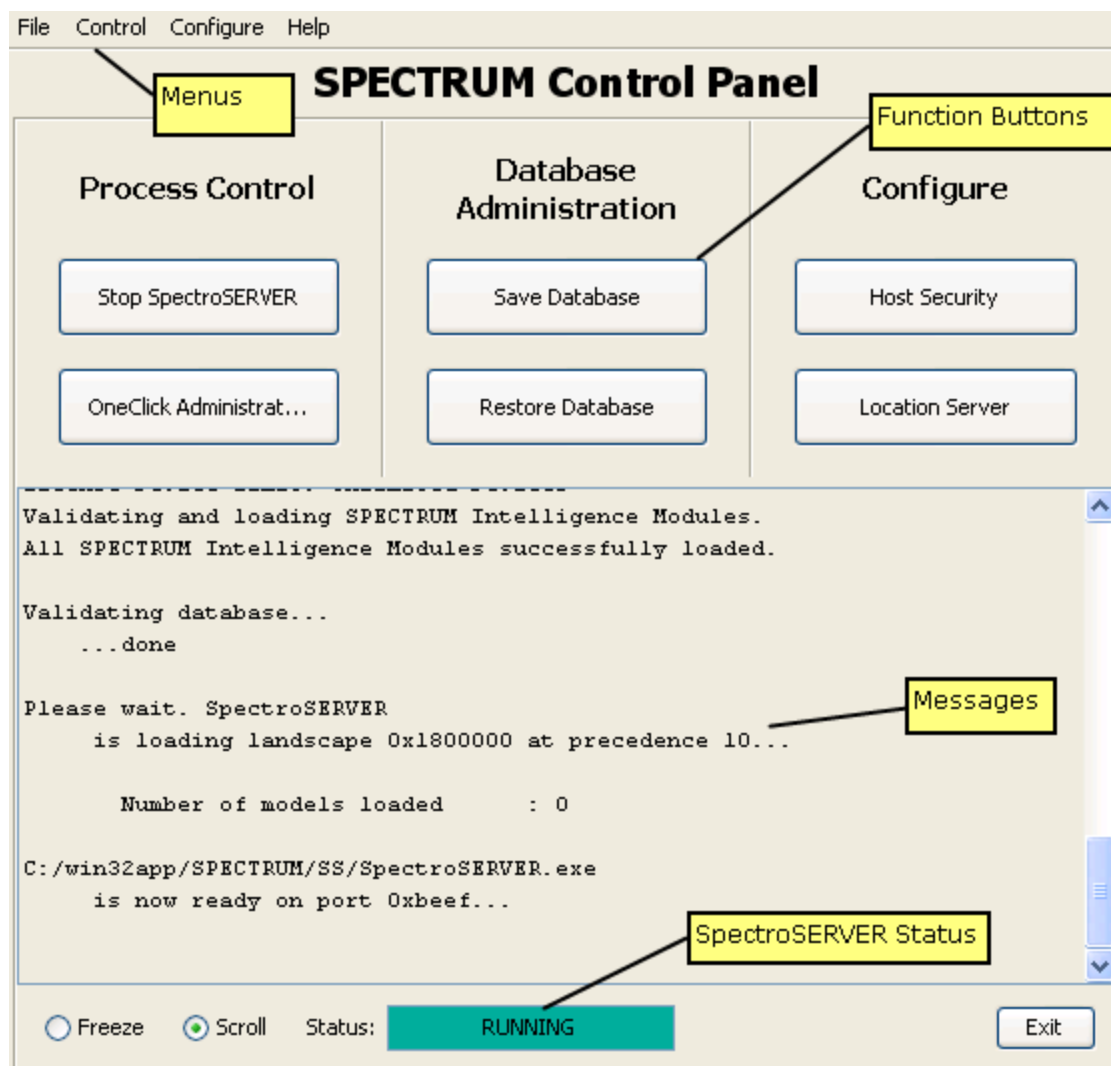 File Control Configure Help
Menus
SPECTRUM Control Panel
Function Buttons
Process Control
Database
Administration
Configure
Stop SpectroSERVER
Save Database
Host Security
OneClick Administrat...
Restore Database
Location Server
Validating and loading SPECTRUM Intelligence Modules.
All SPECTRUM Intelligence Modules successfully loaded.
Validating database...
...done
Please wait. SpectroSERVER
is loading landscape 0x1800000 at precedence 10...
Messages
Number of models loaded : 0
C:/win32app/SPECTRUM/SS/SpectroSERVER.exe
is now ready on port 0xbeef...
SpectroSERVER Status
Freeze Scroll Status: RUNNING Exit